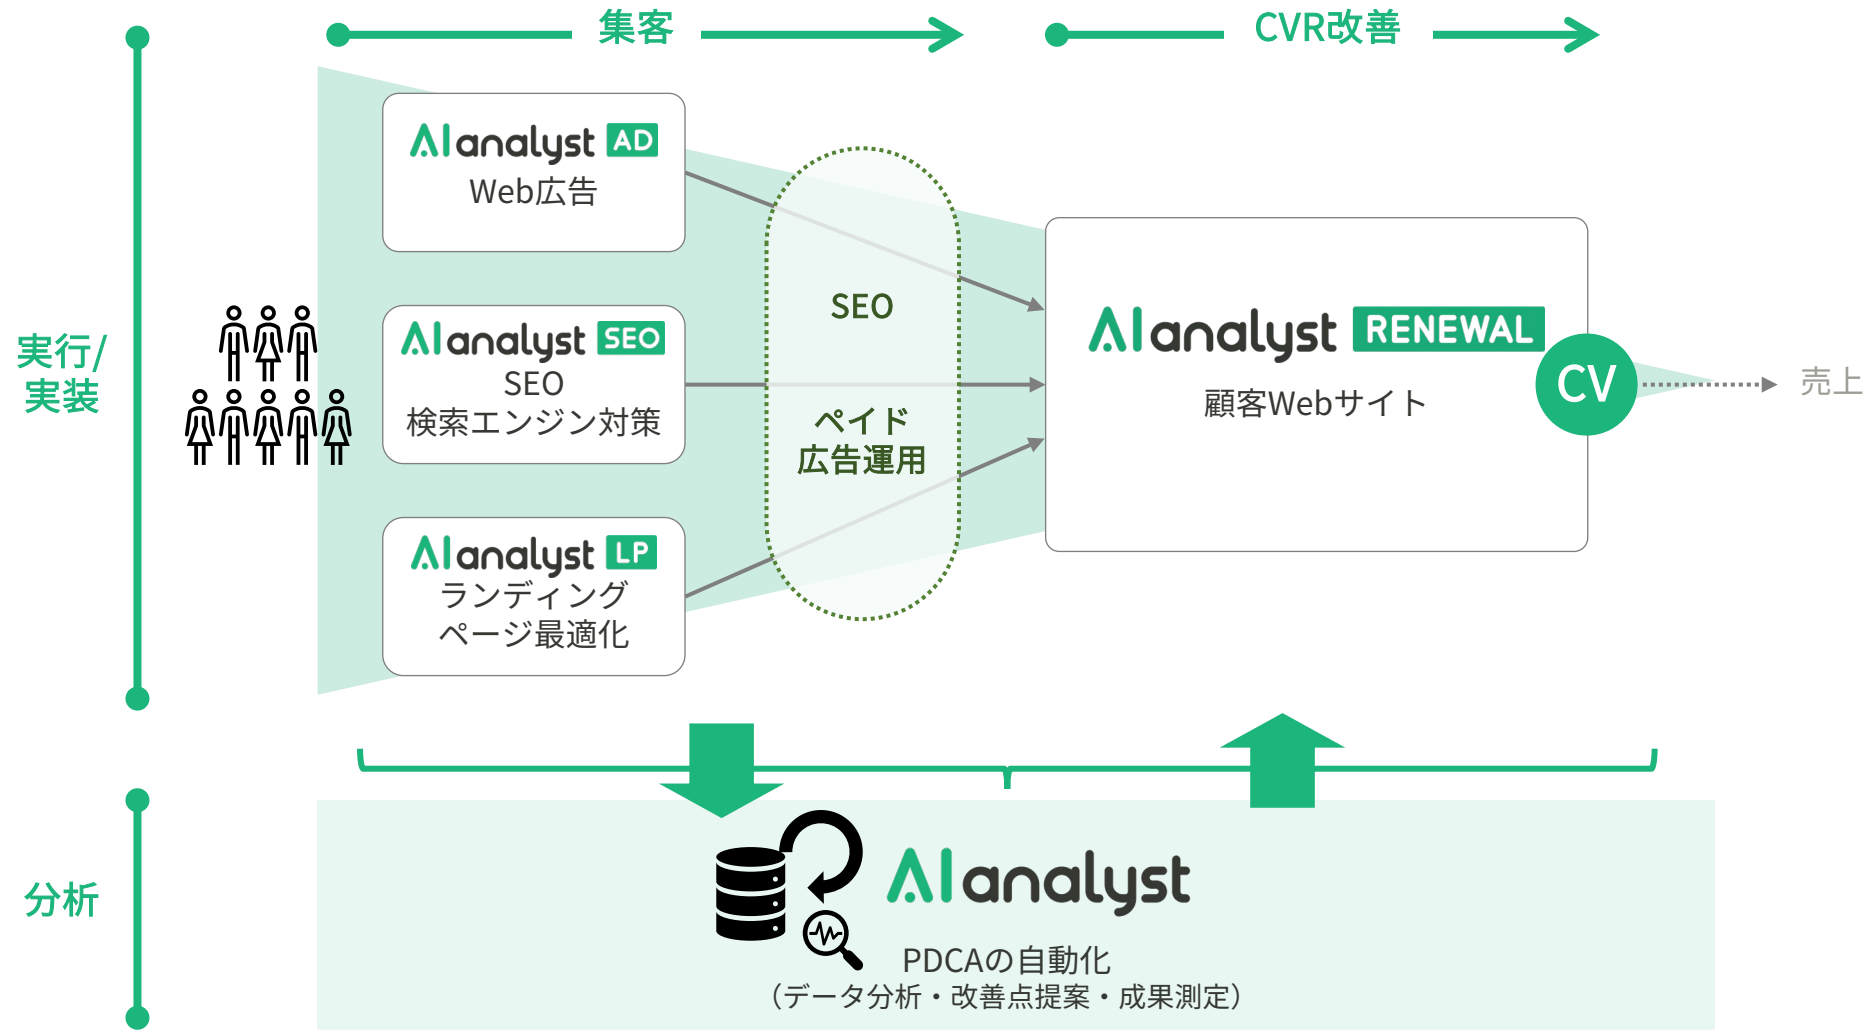 集客
CVR改善
AI analyst AD
Web広告
実行/
実装
AI analyst SEO
SEO
検索エンジン対策
AI analyst LP
ランディング
ページ最適化
SEO
ペイド
広告運用
AI analyst RENEWAL
顧客Webサイト
CV
売上
分析
AI analyst
PDCAの自動化
（データ分析・改善点提案・成果測定）